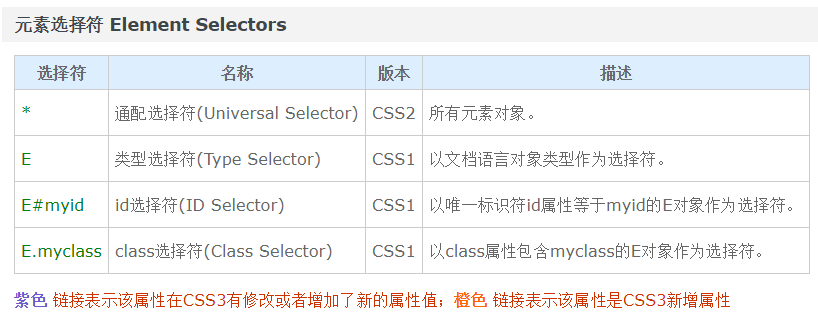 元素选择符 Element Selectors
选择符 名称 版本 描述
* 通配选择符(Universal Selector) CSS2 所有元素对象。
E 类型选择符(Type Selector) CSS1 以文档语言对象类型作为选择符。
E#myid id选择符(ID Selector) CSS1 以唯一标识符id属性等于myid的E对象作为选择符。
E.myclass class选择符(Class Selector) CSS1 以class属性包含myclass的E对象作为选择符。
紫色 链接表示该属性在CSS3有修改或者增加了新的属性值；橙色 链接表示该属性是CSS3新增属性